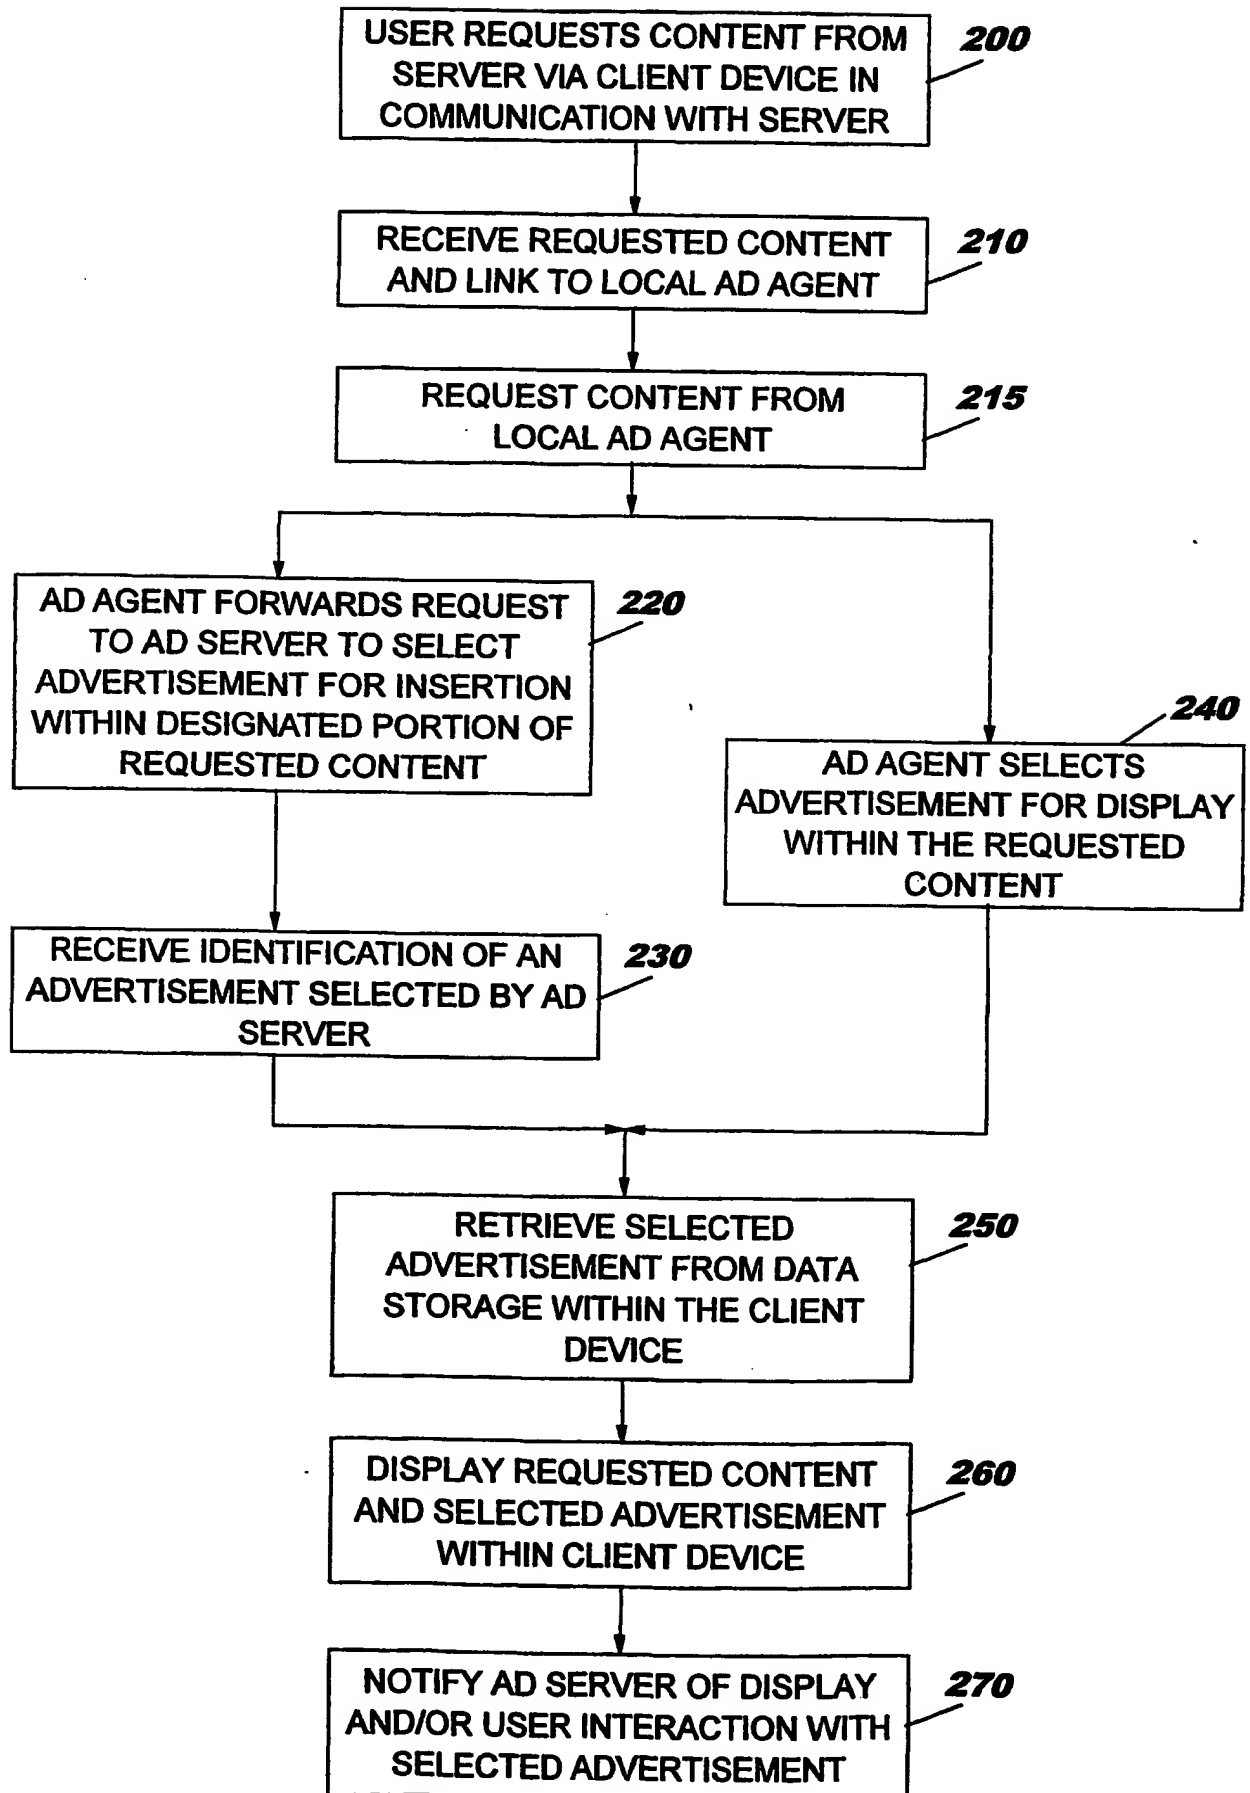 USER REQUESTS CONTENT FROM
SERVER VIA CLIENT DEVICE IN
COMMUNICATION WITH SERVER
200
RECEIVE REQUESTED CONTENT
AND LINK TO LOCAL AD AGENT
210
REQUEST CONTENT FROM
LOCAL AD AGENT
215
AD AGENT FORWARDS REQUEST
TO AD SERVER TO SELECT
ADVERTISEMENT FOR INSERTION
WITHIN DESIGNATED PORTION OF
REQUESTED CONTENT
220
240
AD AGENT SELECTS
ADVERTISEMENT FOR DISPLAY
WITHIN THE REQUESTED
CONTENT
RECEIVE IDENTIFICATION OF AN
ADVERTISEMENT SELECTED BY AD
SERVER
230
RETRIEVE SELECTED
ADVERTISEMENT FROM DATA
STORAGE WITHIN THE CLIENT
DEVICE
250
DISPLAY REQUESTED CONTENT
AND SELECTED ADVERTISEMENT
WITHIN CLIENT DEVICE
260
NOTIFY AD SERVER OF DISPLAY
AND/OR USER INTERACTION WITH
SELECTED ADVERTISEMENT
270